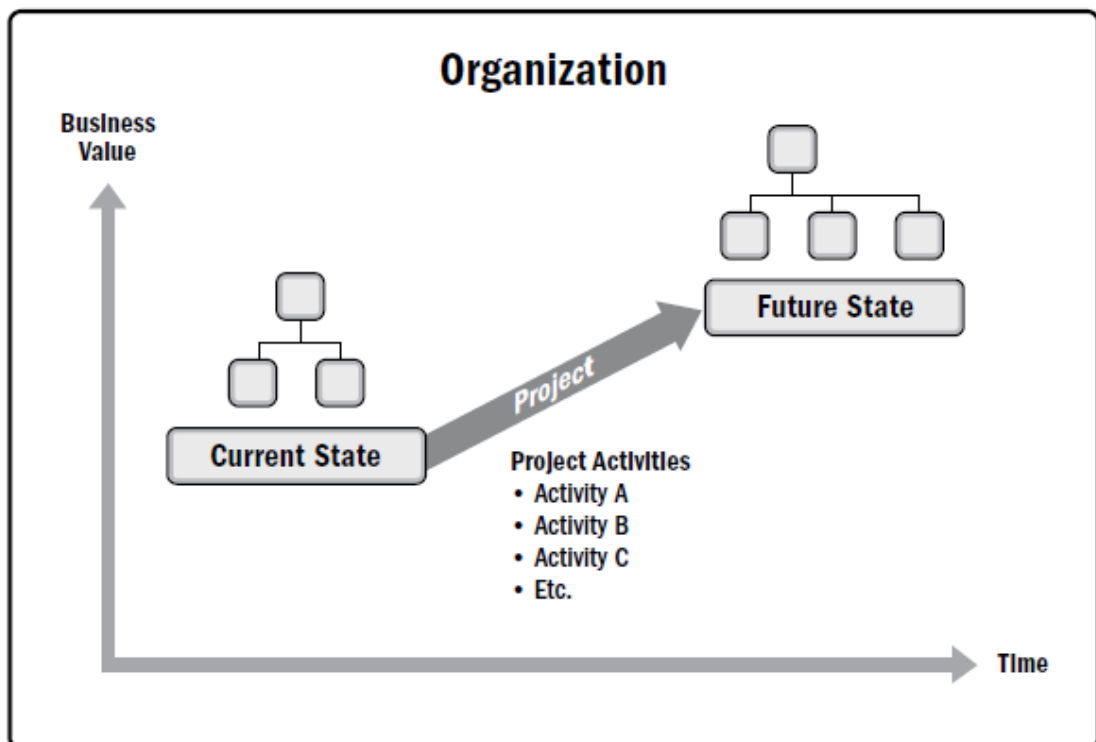 Organization
Business
Value
Future State
Project
Current State
Project Activities
• Activity A
• Activity B
• Activity C
• Etc.
Time